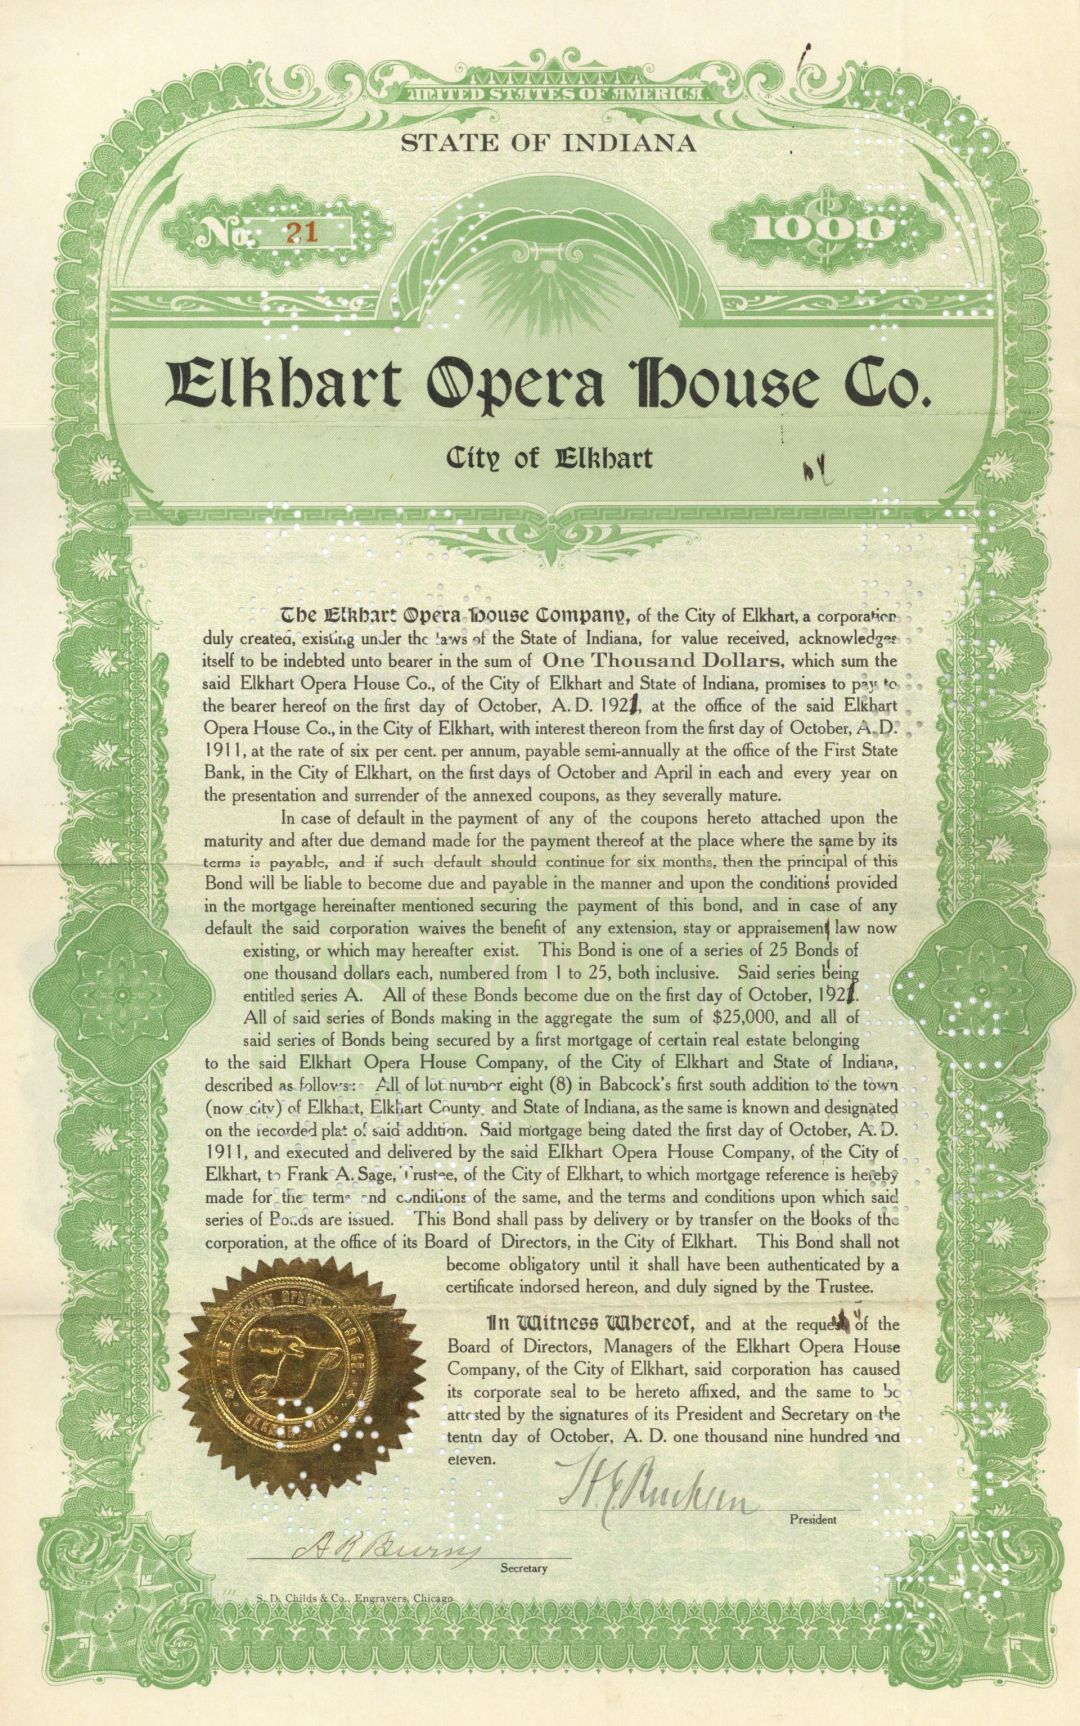 UNITED STATES OF AMERICA.
STATE OF INDIANA
No. 21
$1000
Elkhart Opera House Co.
City of Elkhart
The Elkhart Opera House Company, of the City of Elkhart, a corporation
duly created, existing under the laws of the State of Indiana, for value received, acknowledges
itself to be indebted unto bearer in the sum of One Thousand Dollars, which sum the
said Elkhart Opera House Co., of the City of Elkhart and State of Indiana, promises to pay to
the bearer hereof on the first day of October, A. D. 1921, at the office of the said Elkhart
Opera House Co., in the City of Elkhart, with interest thereon from the first day of October, A. D.
1911, at the rate of six per cent. per annum, payable semi-annually at the office of the First State
Bank, in the City of Elkhart, on the first days of October and April in each and every year on
the presentation and surrender of the annexed coupons, as they severally mature.
In case of default in the payment of any of the coupons hereto attached upon the
maturity and after due demand made for the payment thereof at the place where the same by its
terms is payable, and if such default should continue for six months, then the principal of this
Bond will be liable to become due and payable in the manner and upon the conditions provided
in the mortgage hereinafter mentioned securing the payment of this bond, and in case of any
default the said corporation waives the benefit of any extension, stay or appraisement law now
existing, or which may hereafter exist. This Bond is one of a series of 25 Bonds of
one thousand dollars each, numbered from 1 to 25, both inclusive. Said series being
entitled series A. All of these Bonds become due on the first day of October, 1921.
All of said series of Bonds making in the aggregate the sum of $25,000, and all of
said series of Bonds being secured by a first mortgage of certain real estate belonging
to the said Elkhart Opera House Company, of the City of Elkhart and State of Indiana,
described as follows: All of lot number eight (8) in Babcock's first south addition to the town
(now city) of Elkhart, Elkhart County, and State of Indiana, as the same is known and designated
on the recorded plat of said addition. Said mortgage being dated the first day of October, A. D.
1911, and executed and delivered by the said Elkhart Opera House Company, of the City of
Elkhart, to Frank A. Sage, Trustee, of the City of Elkhart, to which mortgage reference is hereby
made for the terms and conditions of the same, and the terms and conditions upon which said
series of Bonds are issued. This Bond shall pass by delivery or by transfer on the books of the
corporation, at the office of its Board of Directors, in the City of Elkhart. This Bond shall not
become obligatory until it shall have been authenticated by a
certificate indorsed hereon, and duly signed by the Trustee.
In Witness Whereof, and at the request of the
Board of Directors, Managers of the Elkhart Opera House
Company, of the City of Elkhart, said corporation has caused
its corporate seal to be hereto affixed, and the same to be
attested by the signatures of its President and Secretary on the
tenth day of October, A. D. one thousand nine hundred and
eleven.
THE ELKHART OPERA HOUSE CO.
ELKHART, IND.
President
A R Burns
Secretary
S. D. Childs & Co., Engravers, Chicago